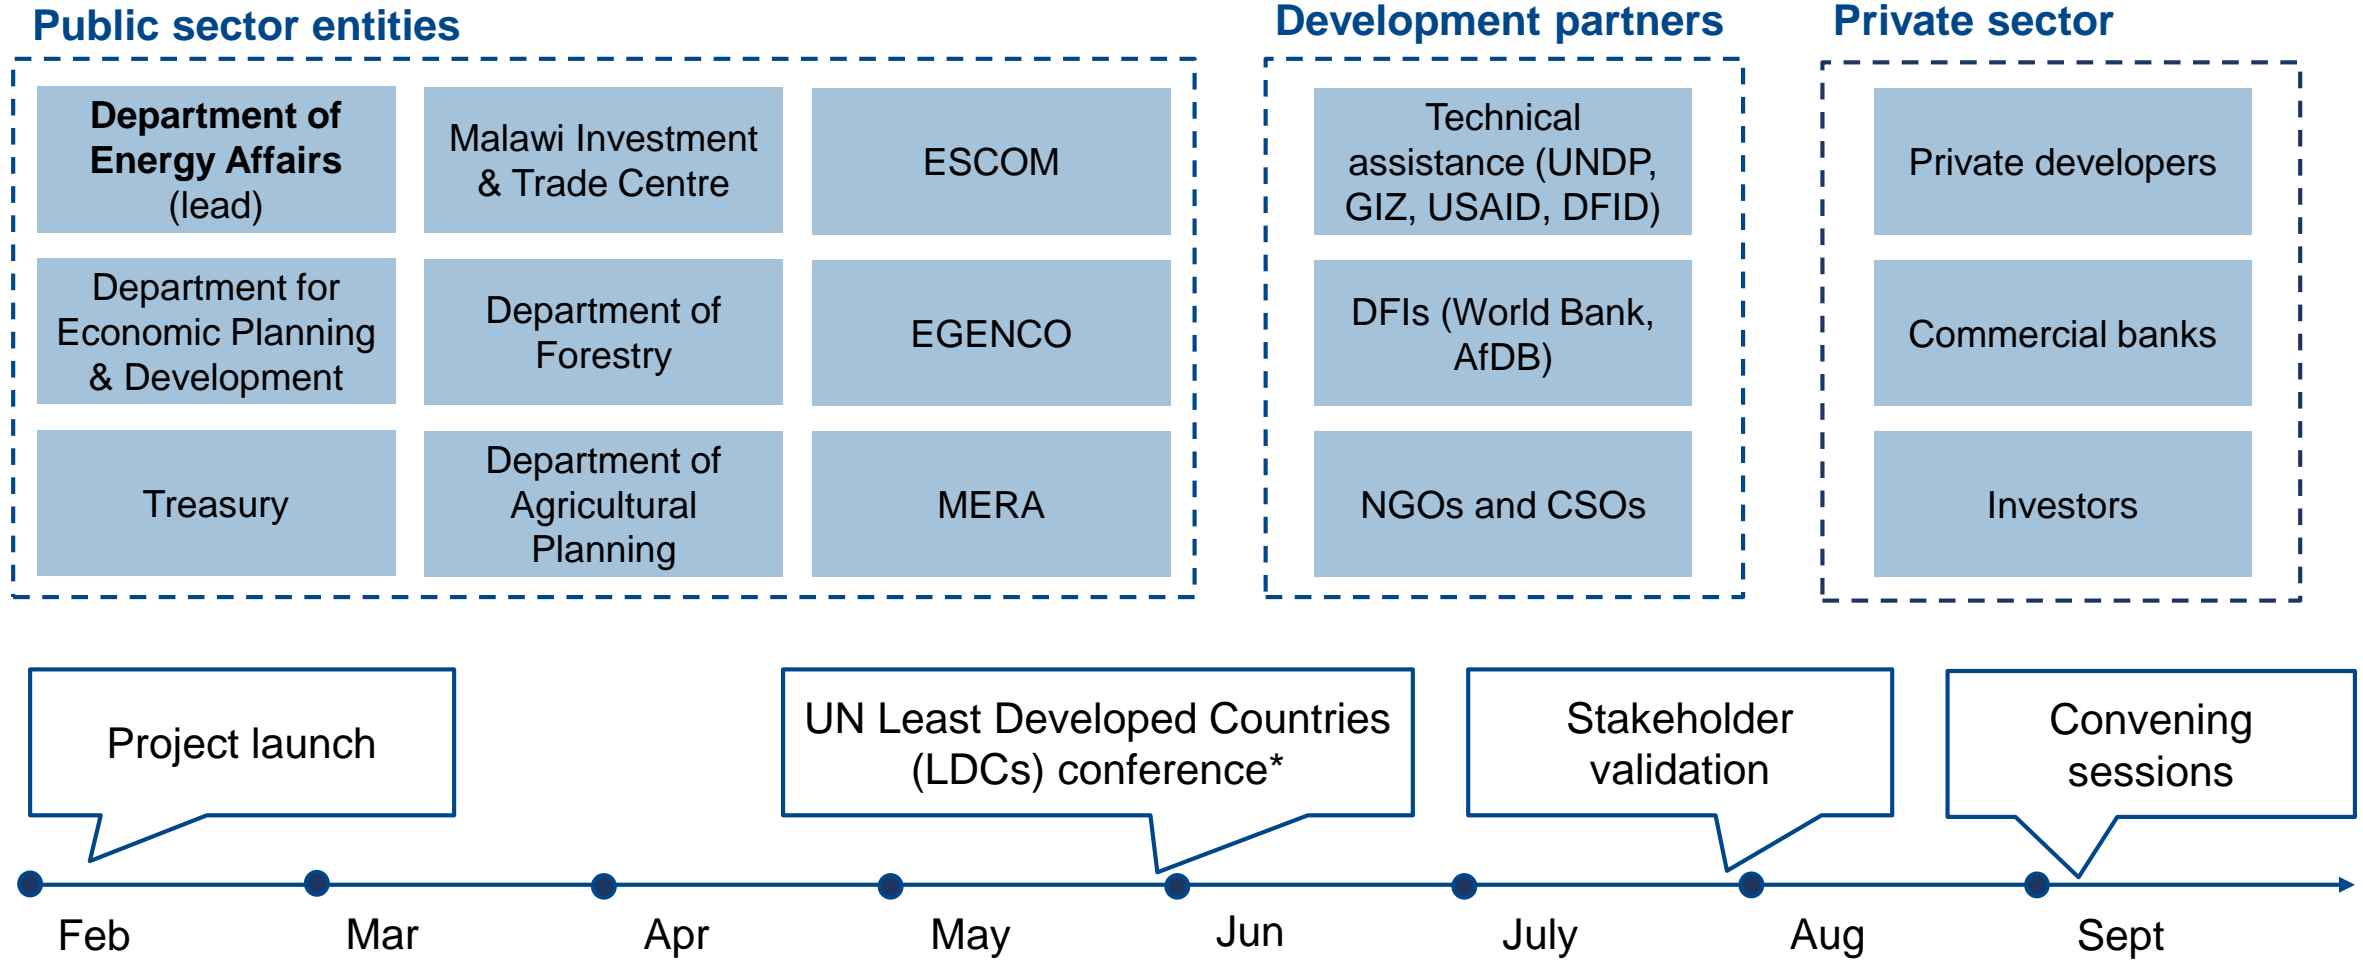 Public sector entities
Development partners
Private sector
Department of
Energy Affairs
(lead)
Malawi Investment
& Trade Centre
ESCOM
Technical
assistance (UNDP,
GIZ, USAID, DFID)
Private developers
Department for
Economic Planning
& Development
Department of
Forestry
EGENCO
DFIs (World Bank,
AfDB)
Commercial banks
Treasury
Department of
Agricultural
Planning
MERA
NGOs and CSOs
Investors
Project launch
UN Least Developed Countries
(LDCs) conference*
Stakeholder
validation
Convening
sessions
Feb
Mar
Apr
May
Jun
July
Aug
Sept